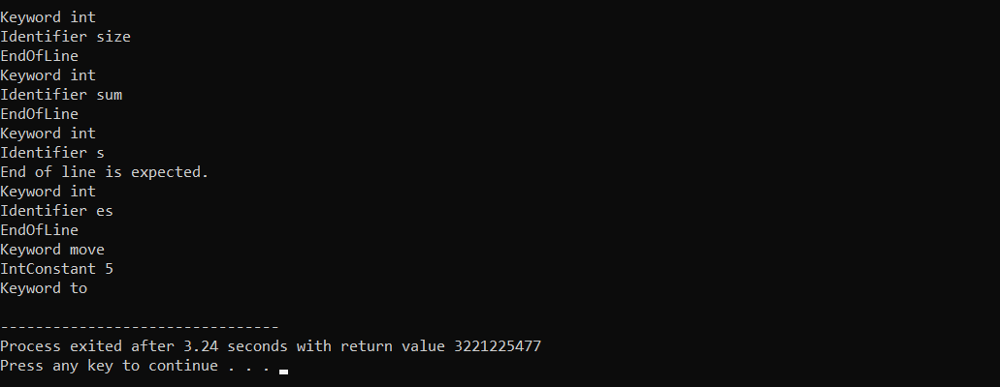 Keyword int
Identifier size
EndOfLine
Keyword int
Identifier sum
EndOfLine
Keyword int
Identifier s
End of line is expected.
Keyword int
Identifier es
EndOfLine
Keyword move
IntConstant 5
Keyword to
--------------------------------
Process exited after 3.24 seconds with return value 3221225477
Press any key to continue . . .